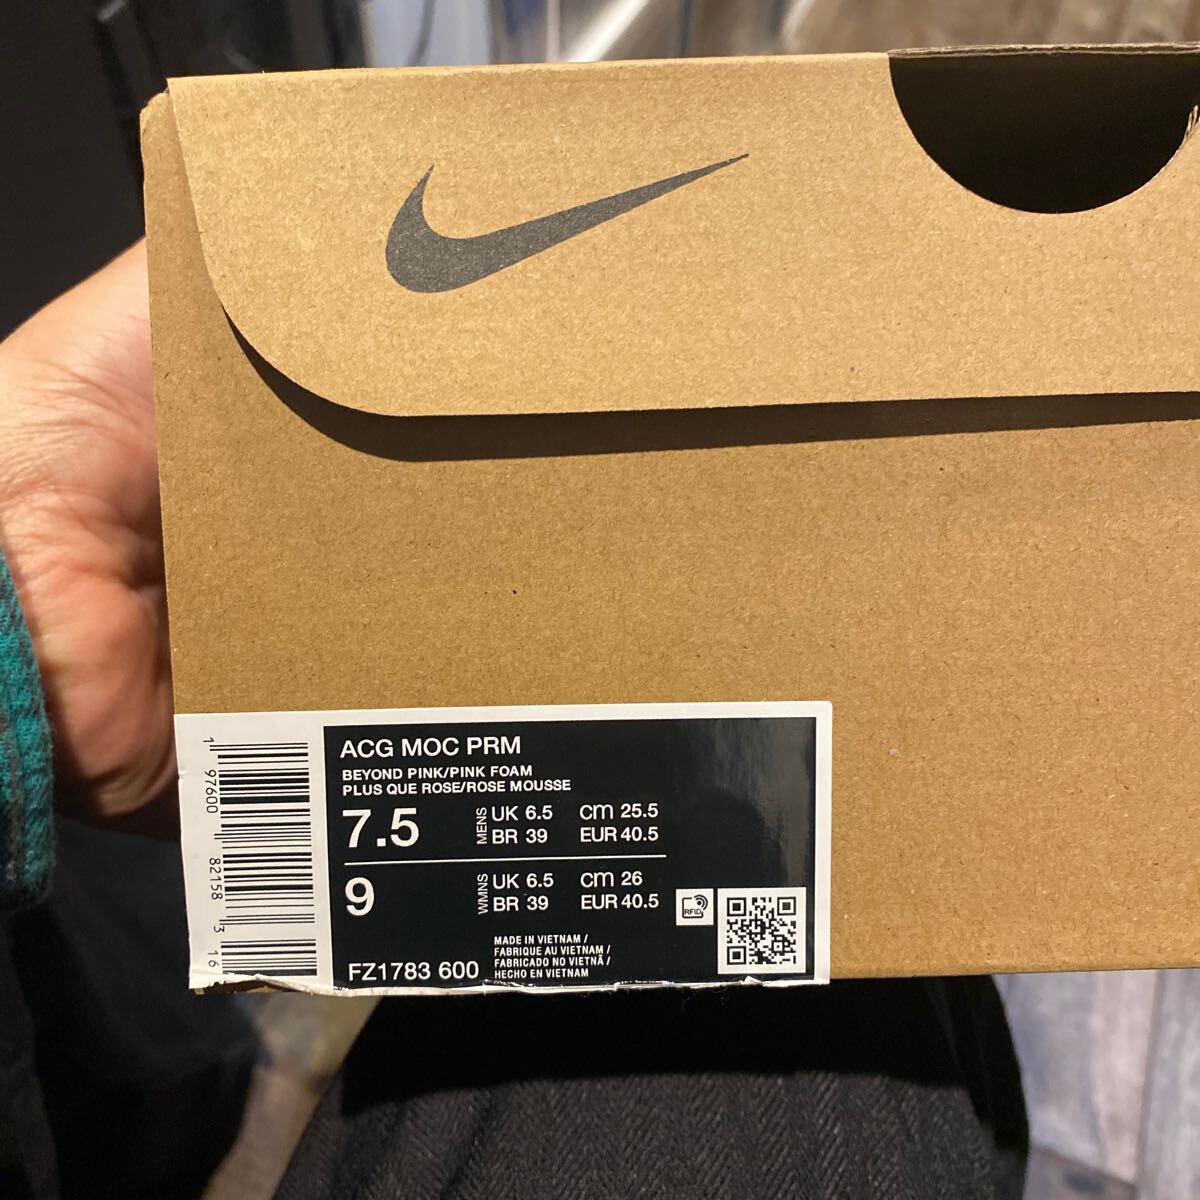 ACG MOC PRM
BEYOND PINK/PINK FOAM
PLUS QUE ROSE/ROSE MOUSSE
7.5 MENS UK 6.5 cm 25.5
BR 39 EUR 40.5
9 WMNS UK 6.5 cm 26
BR 39 EUR 40.5
MADE IN VIETNAM /
FABRIQUE AU VIETNAM /
FABRICADO NO VIETNÃ /
HECHO EN VIETNAM
FZ1783 600
RFID
1 97600 82158 3 16